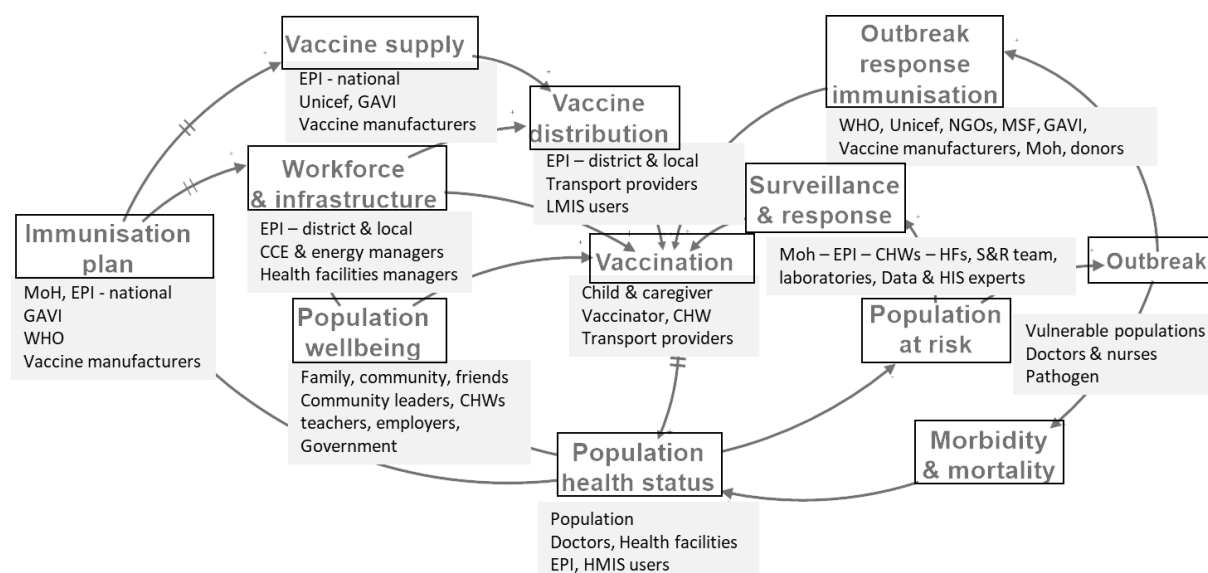 Vaccine supply
EPI - national
Unicef, GAVI
Vaccine manufacturers
Outbreak
response
immunisation
WHO, Unicef, NGOs, MSF, GAVI,
Vaccine manufacturers, Moh, donors
Vaccine
distribution
EPI – district & local
Transport providers
LMIS users
Workforce
& infrastructure
EPI – district & local
CCE & energy managers
Health facilities managers
Surveillance
& response
Moh – EPI – CHWs – HFs, S&R team,
laboratories, Data & HIS experts
Immunisation
plan
MoH, EPI - national
GAVI
WHO
Vaccine manufacturers
Vaccination
Child & caregiver
Vaccinator, CHW
Transport providers
Outbreak
Vulnerable populations
Doctors & nurses
Pathogen
Population
wellbeing
Family, community, friends
Community leaders, CHWs
teachers, employers,
Government
Population
at risk
Population
health status
Population
Doctors, Health facilities
EPI, HMIS users
Morbidity
& mortality